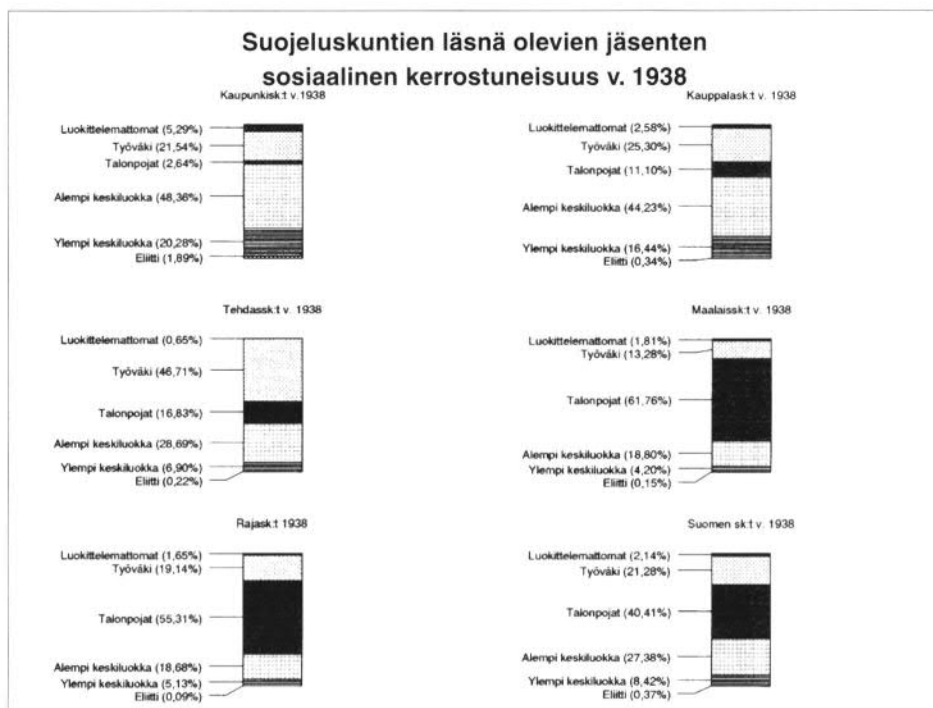 Suojeluskuntien läsnä olevien jäsenten
sosiaalinen kerrostuneisuus v. 1938
Kaupunkisk:t v.1938
Luokittelemattomat (5,29%)
Työväki (21,54%)
Talonpojat (2,64%)
Alempi keskiluokka (48,36%)
Ylempi keskiluokka (20,28%)
Eliitti (1,89%)
Kauppalask:t v.1938
Luokittelemattomat (2,58%)
Työväki (25,30%)
Talonpojat (11,10%)
Alempi keskiluokka (44,23%)
Ylempi keskiluokka (16,44%)
Eliitti (0,34%)
Tehdassk:t v. 1938
Luokittelemattomat (0,65%)
Työväki (46,71%)
Talonpojat (16,83%)
Alempi keskiluokka (28,69%)
Ylempi keskiluokka (6,90%)
Eliitti (0,22%)
Maalaissk:t v. 1938
Luokittelemattomat (1,81%)
Työväki (13,28%)
Talonpojat (61,76%)
Alempi keskiluokka (18,80%)
Ylempi keskiluokka (4,20%)
Eliitti (0,15%)
Rajask:t 1938
Luokittelemattomat (1,65%)
Työväki (19,14%)
Talonpojat (55,31%)
Alempi keskiluokka (18,68%)
Ylempi keskiluokka (5,13%)
Eliitti (0,09%)
Suomen sk:t v. 1938
Luokittelemattomat (2,14%)
Työväki (21,28%)
Talonpojat (40,41%)
Alempi keskiluokka (27,38%)
Ylempi keskiluokka (8,42%)
Eliitti (0,37%)